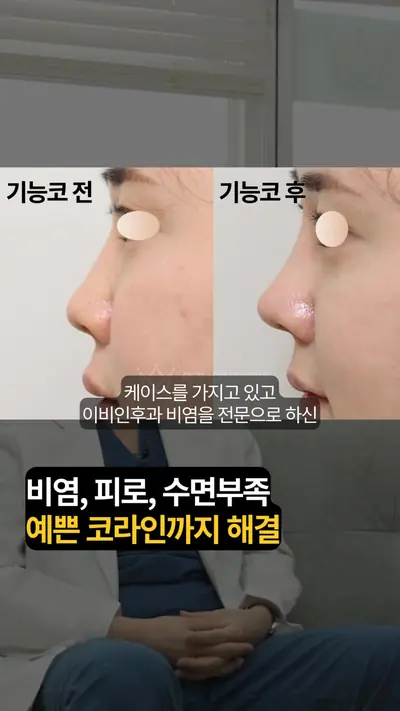 기능코 전
기능코 후
케이스를 가지고 있고
이비인후과 비염을 전문으로 하신
비염, 피로, 수면부족
예쁜 코라인까지 해결